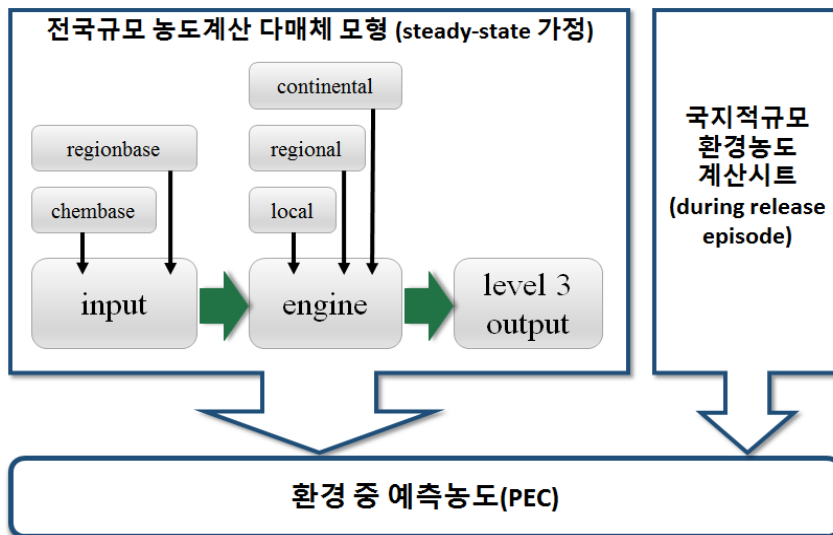 전국규모 농도계산 다매체 모형 (steady-state 가정)
continental
regionbase
regional
chembase
local
input
engine
level 3
output
국지적규모
환경농도
계산시트
(during release
episode)
환경 중 예측농도(PEC)